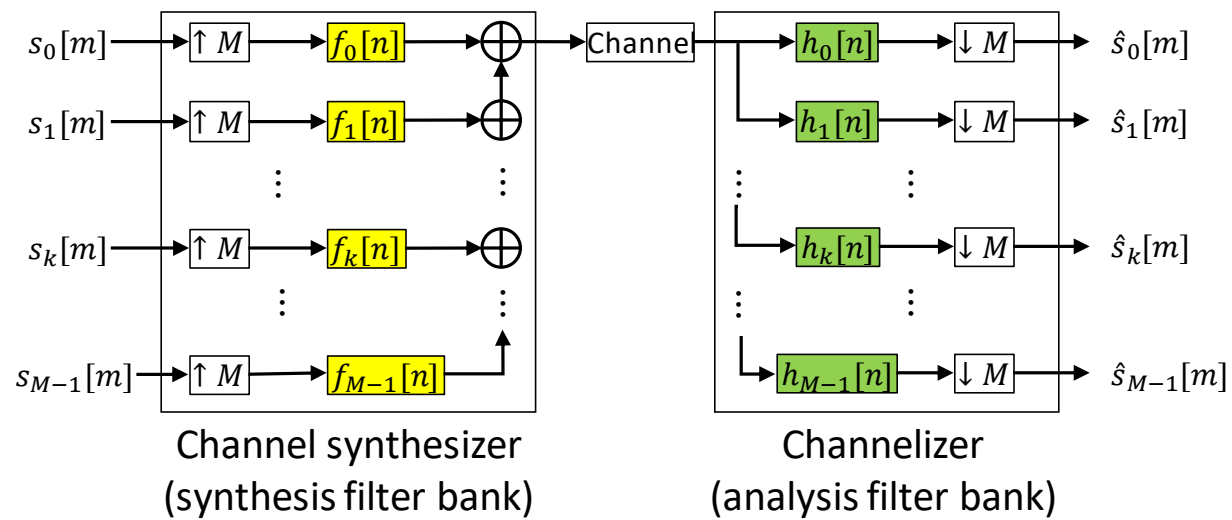 s₀[m] ↑ M f₀[n] Channel h₀[n] ↓ M ŝ₀[m]
s₁[m] ↑ M f₁[n] h₁[n] ↓ M ŝ₁[m]
⋮ ⋮ ⋮ ⋮
sₖ[m] ↑ M fₖ[n] hₖ[n] ↓ M ŝₖ[m]
⋮ ⋮ ⋮ ⋮
s_{M−1}[m] ↑ M f_{M−1}[n] h_{M−1}[n] ↓ M ŝ_{M−1}[m]
Channel synthesizer
(synthesis filter bank)
Channelizer
(analysis filter bank)